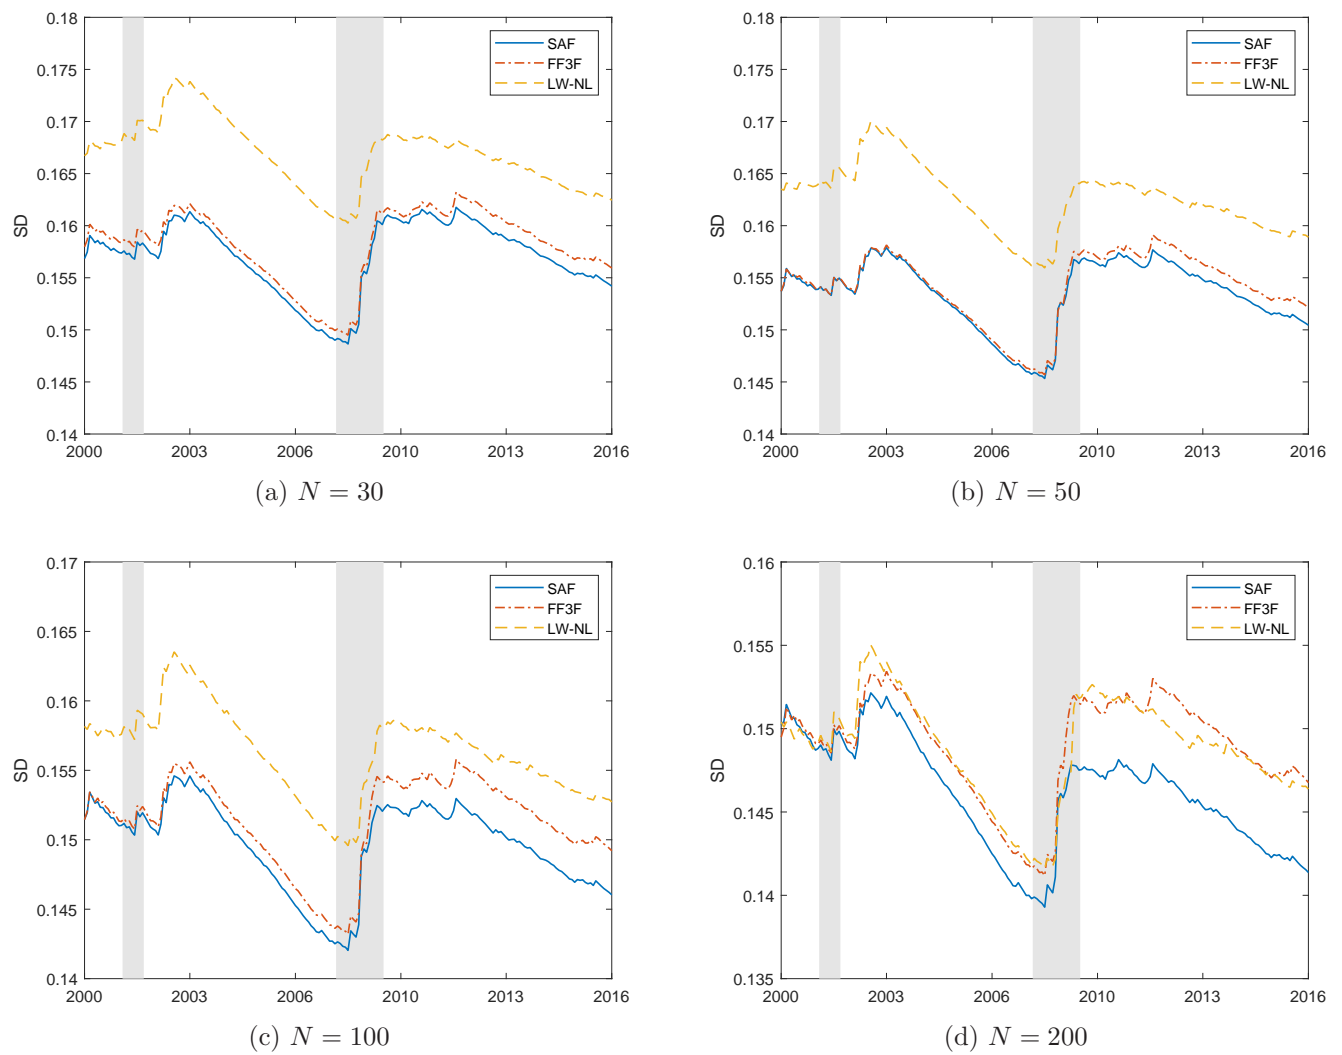 0.18
0.175
0.17
0.165
0.16
0.155
0.15
0.145
0.14
SD
2000 2003 2006 2010 2013 2016
SAF
FF3F
LW-NL
(a) N = 30
0.18
0.175
0.17
0.165
0.16
0.155
0.15
0.145
0.14
SD
2000 2003 2006 2010 2013 2016
SAF
FF3F
LW-NL
(b) N = 50
0.17
0.165
0.16
0.155
0.15
0.145
0.14
SD
2000 2003 2006 2010 2013 2016
SAF
FF3F
LW-NL
(c) N = 100
0.16
0.155
0.15
0.145
0.14
0.135
SD
2000 2003 2006 2010 2013 2016
SAF
FF3F
LW-NL
(d) N = 200